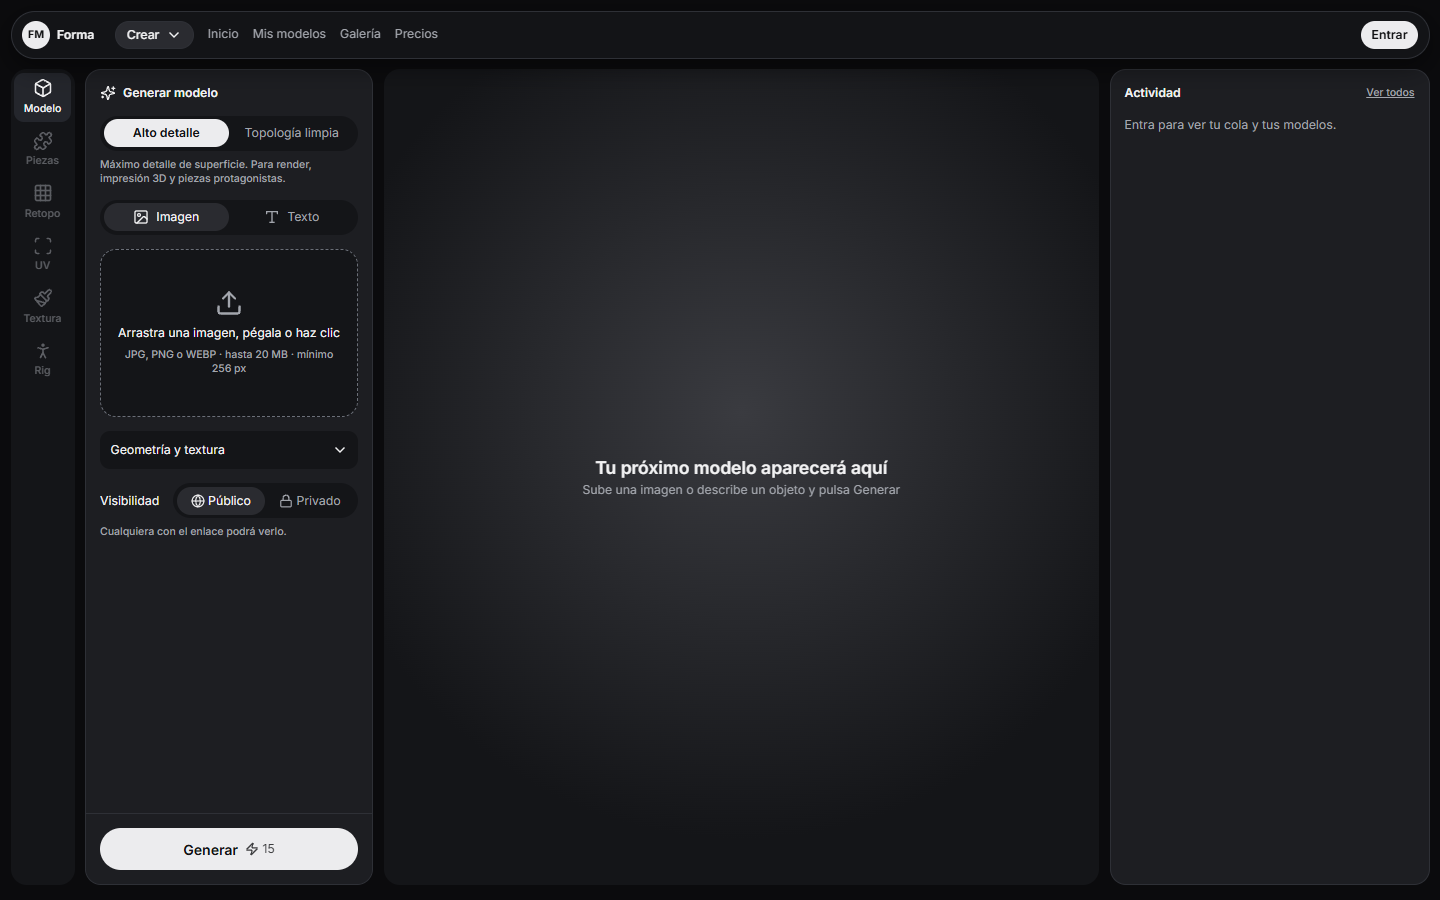 FM Forma
Crear
Inicio
Mis modelos
Galería
Precios
Entrar
Modelo
Piezas
Retopo
UV
Textura
Rig
Generar modelo
Alto detalle
Topología limpia
Máximo detalle de superficie. Para render,
impresión 3D y piezas protagonistas.
Imagen
Texto
Arrastra una imagen, pégala o haz clic
JPG, PNG o WEBP · hasta 20 MB · mínimo
256 px
Geometría y textura
Visibilidad
Público
Privado
Cualquiera con el enlace podrá verlo.
Generar 15
Tu próximo modelo aparecerá aquí
Sube una imagen o describe un objeto y pulsa Generar
Actividad
Ver todos
Entra para ver tu cola y tus modelos.